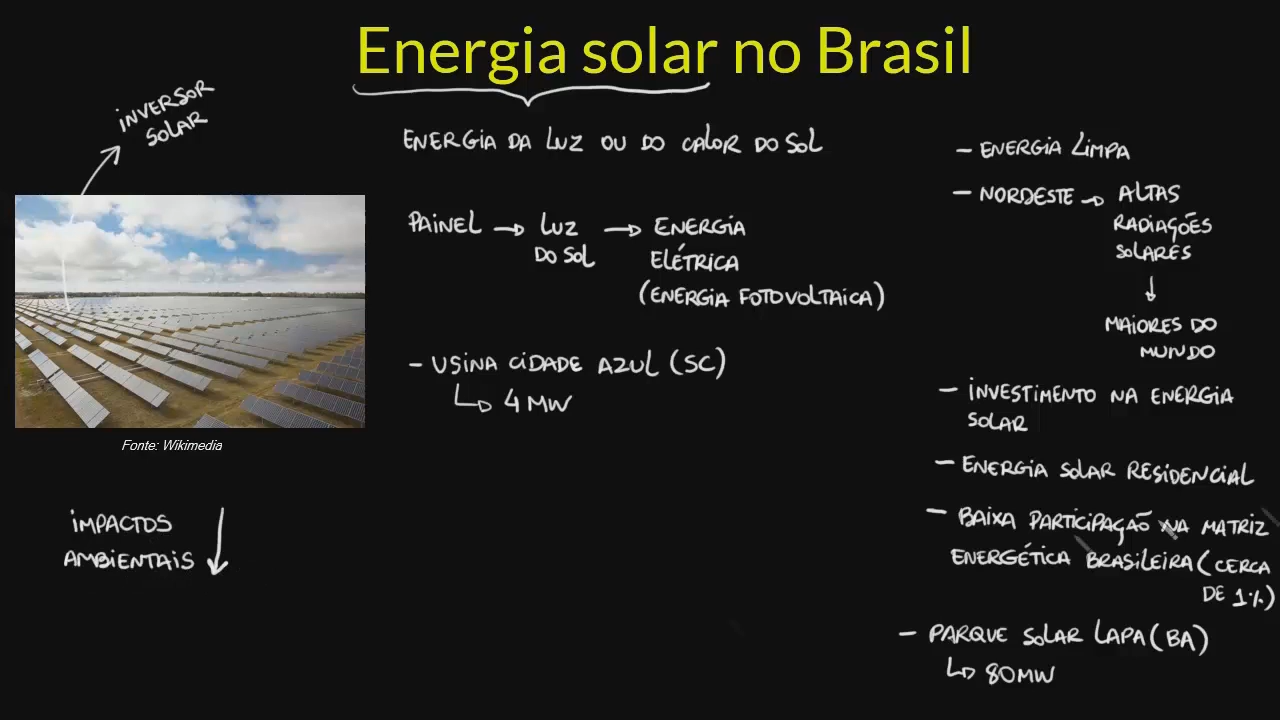 Energia solar no Brasil
INVERSOR
SOLAR
Fonte: Wikimedia
IMPACTOS
AMBIENTAIS
ENERGIA DA LUZ OU DO CALOR DO SOL
PAINEL → LUZ → ENERGIA
DO SOL ELÉTRICA
(ENERGIA FOTOVOLTAICA)
- USINA CIDADE AZUL (SC)
↳ 4 MW
- ENERGIA LIMPA
- NORDESTE → ALTAS
RADIAÇÕES
SOLARES
↓
MAIORES DO
MUNDO
- INVESTIMENTO NA ENERGIA
SOLAR
- ENERGIA SOLAR RESIDENCIAL
- BAIXA PARTICIPAÇÃO NA MATRIZ
ENERGÉTICA BRASILEIRA (CERCA
DE 1%)
- PARQUE SOLAR LAPA (BA)
↳ 80 MW